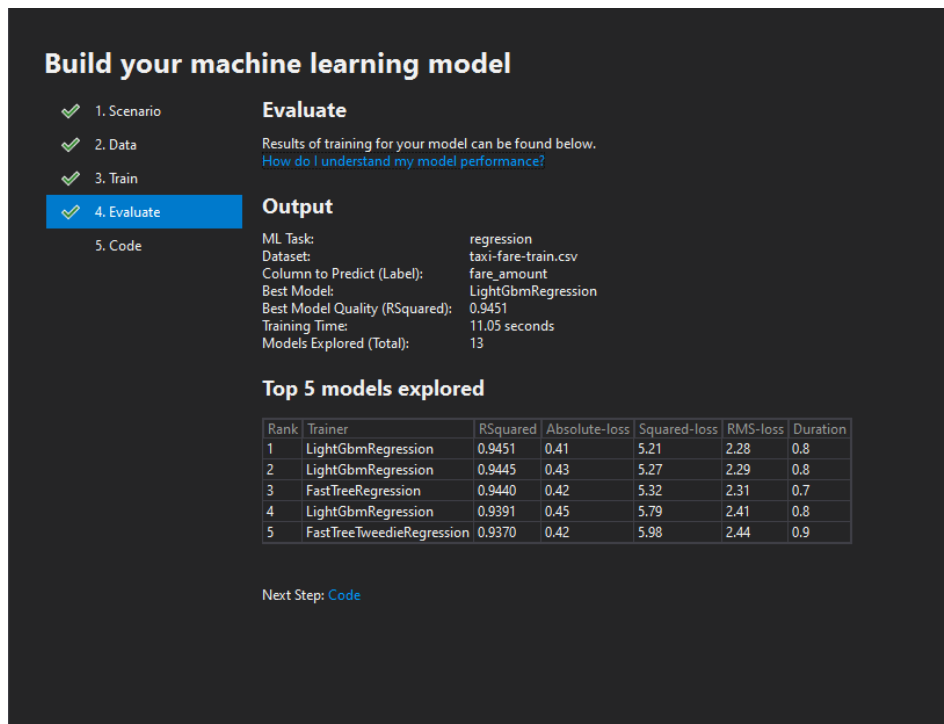 Build your machine learning model
1. Scenario
2. Data
3. Train
4. Evaluate
5. Code
Evaluate
Results of training for your model can be found below.
How do I understand my model performance?
Output
ML Task: regression
Dataset: taxi-fare-train.csv
Column to Predict (Label): fare_amount
Best Model: LightGbmRegression
Best Model Quality (RSquared): 0.9451
Training Time: 11.05 seconds
Models Explored (Total): 13
Top 5 models explored
Rank Trainer RSquared Absolute-loss Squared-loss RMS-loss Duration
1 LightGbmRegression 0.9451 0.41 5.21 2.28 0.8
2 LightGbmRegression 0.9445 0.43 5.27 2.29 0.8
3 FastTreeRegression 0.9440 0.42 5.32 2.31 0.7
4 LightGbmRegression 0.9391 0.45 5.79 2.41 0.8
5 FastTreeTweedieRegression 0.9370 0.42 5.98 2.44 0.9
Next Step: Code